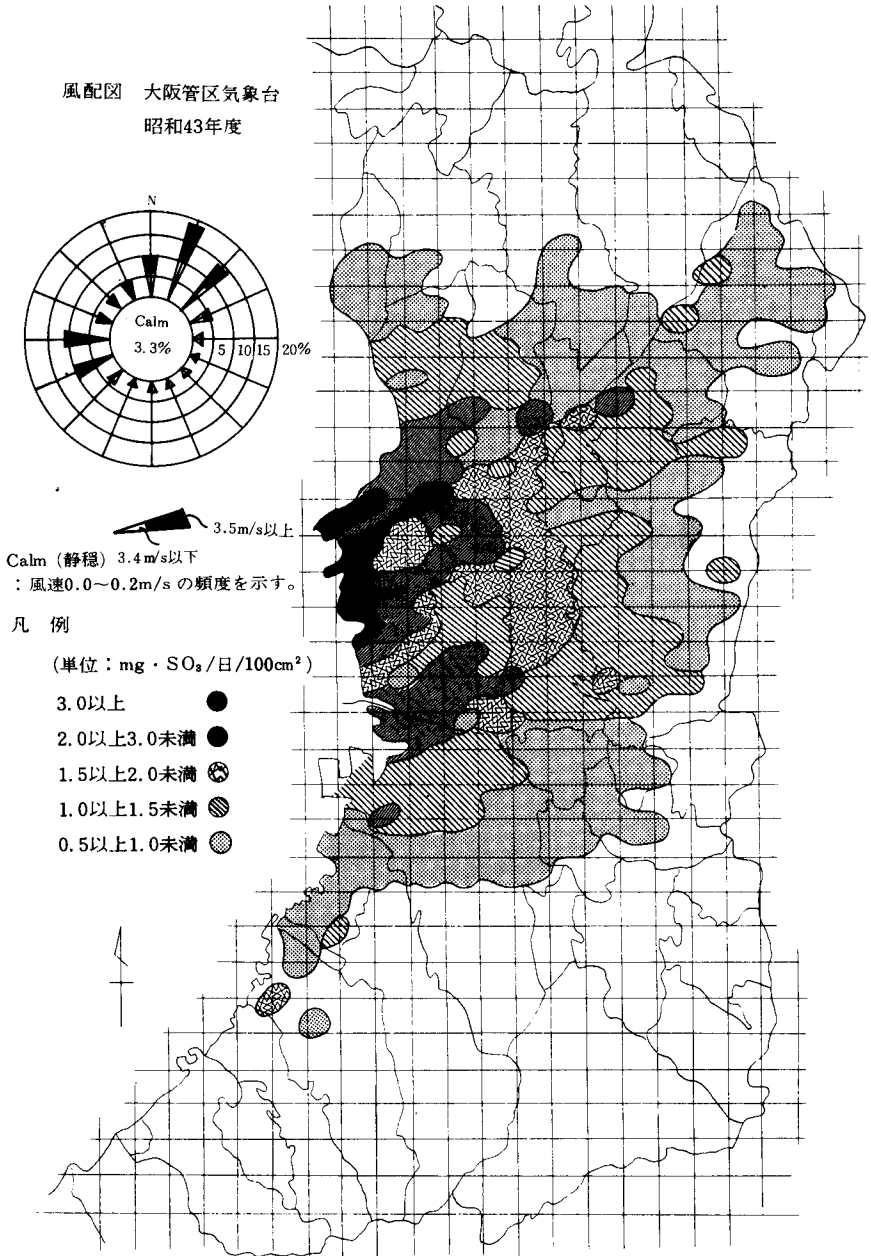 風配図 大阪管区気象台
昭和43年度
N
Calm
3.3%
5 10 15 20%
3.5m/s以上
Calm (静穏) 3.4m/s以下
:風速0.0~0.2m/s の頻度を示す。
凡 例
(単位:mg・SO₃/日/100cm²)
3.0以上
2.0以上3.0未満
1.5以上2.0未満
1.0以上1.5未満
0.5以上1.0未満